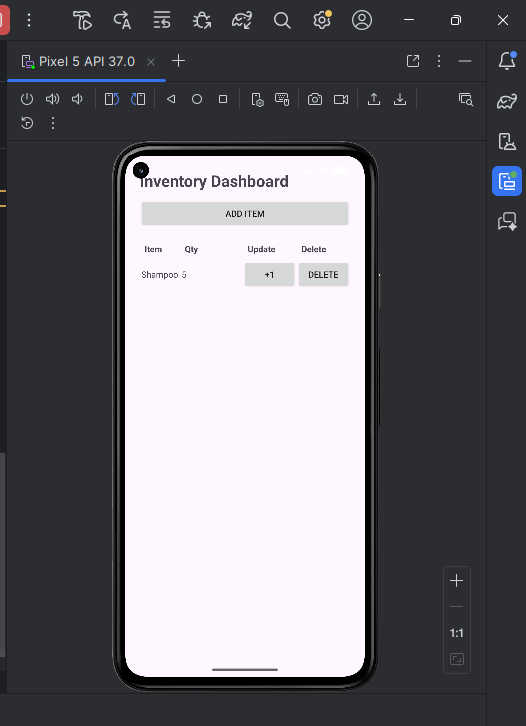 Pixel 5 API 37.0
Inventory Dashboard
ADD ITEM
Item Qty Update Delete
Shampoo 5 +1 DELETE
1:1